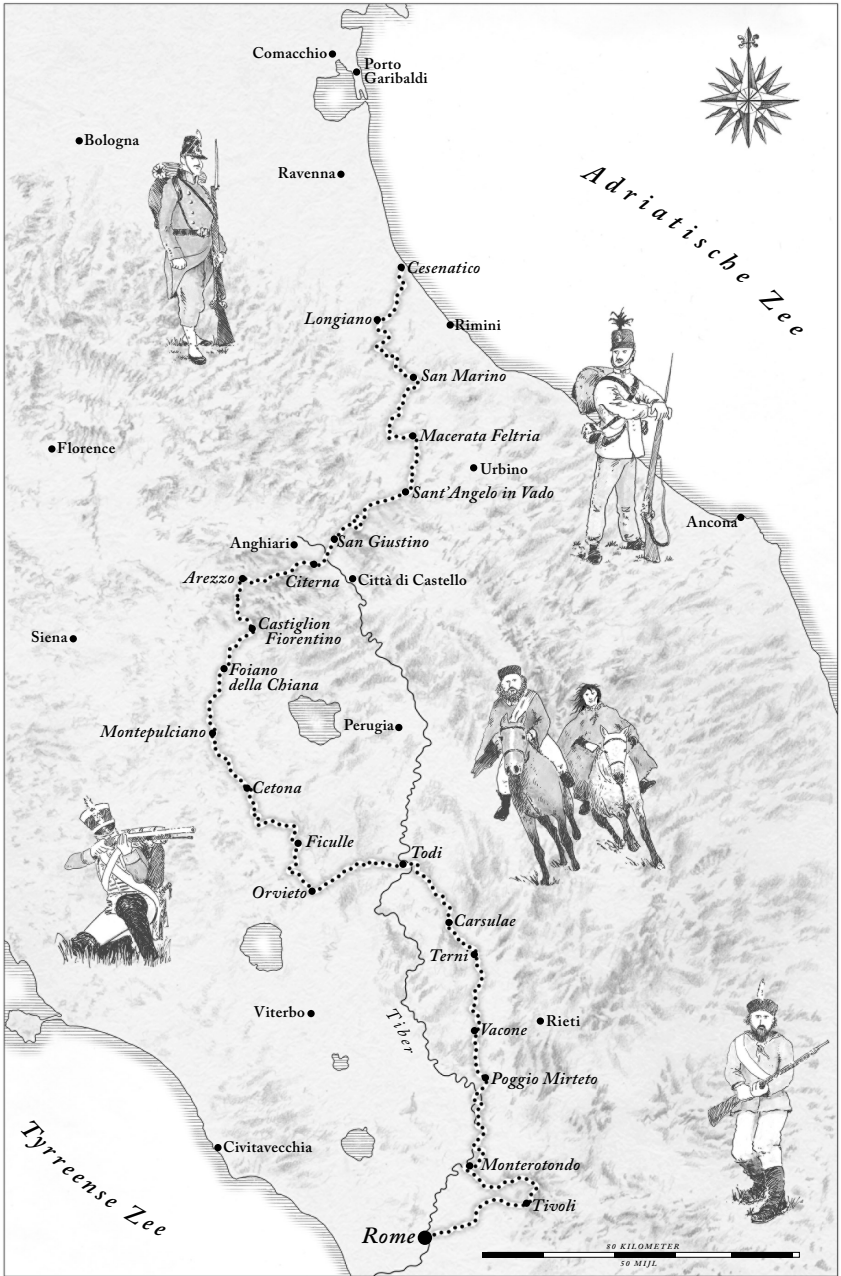 Comacchio
Porto
Garibaldi
Bologna
Ravenna
Adriatische Zee
Cesenatico
Longiano
Rimini
San Marino
Macerata Feltria
Florence
Urbino
Sant'Angelo in Vado
Ancona
Anghiari
San Giustino
Arezzo
Citerna
Città di Castello
Castiglion
Fiorentino
Siena
Foiano
della Chiana
Perugia
Montepulciano
Cetona
Ficulle
Todi
Orvieto
Carsulae
Terni
Viterbo
Tiber
Rieti
Vacone
Poggio Mirteto
Tyrreense Zee
Civitavecchia
Monterotondo
Tivoli
Rome
80 KILOMETER
50 MIJL